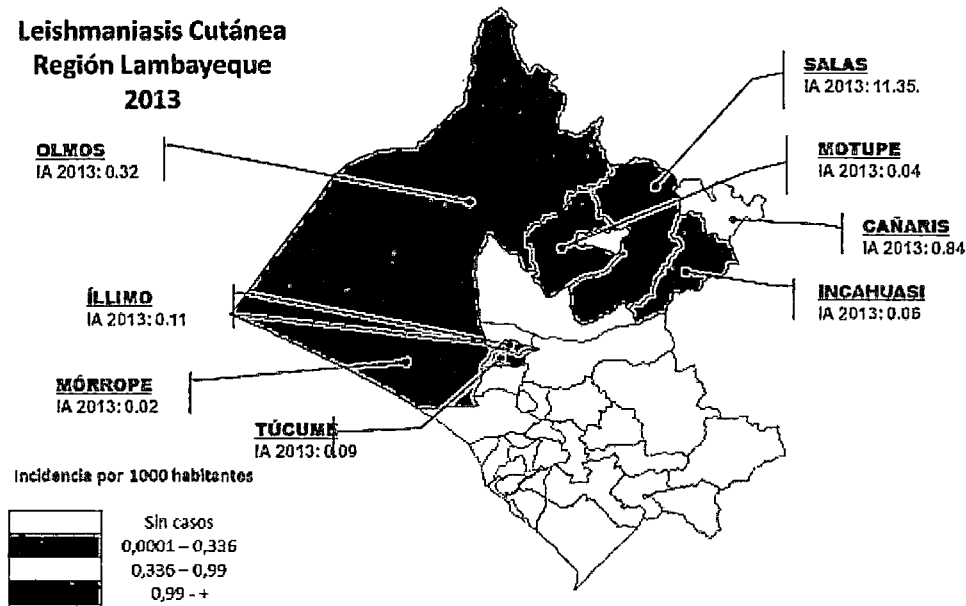 Leishmaniasis Cutánea
Región Lambayeque
2013
SALAS
IA 2013: 11.35.
OLMOS
IA 2013: 0.32
MOTUPE
IA 2013: 0.04
CAÑARIS
IA 2013: 0.84
ÍLLIMO
IA 2013: 0.11
INCAHUASI
IA 2013: 0.06
MÓRROPE
IA 2013: 0.02
TÚCUME
IA 2013: 0.09
Incidencia por 1000 habitantes
Sin casos
0,0001 – 0,336
0,336 – 0,99
0,99 - +